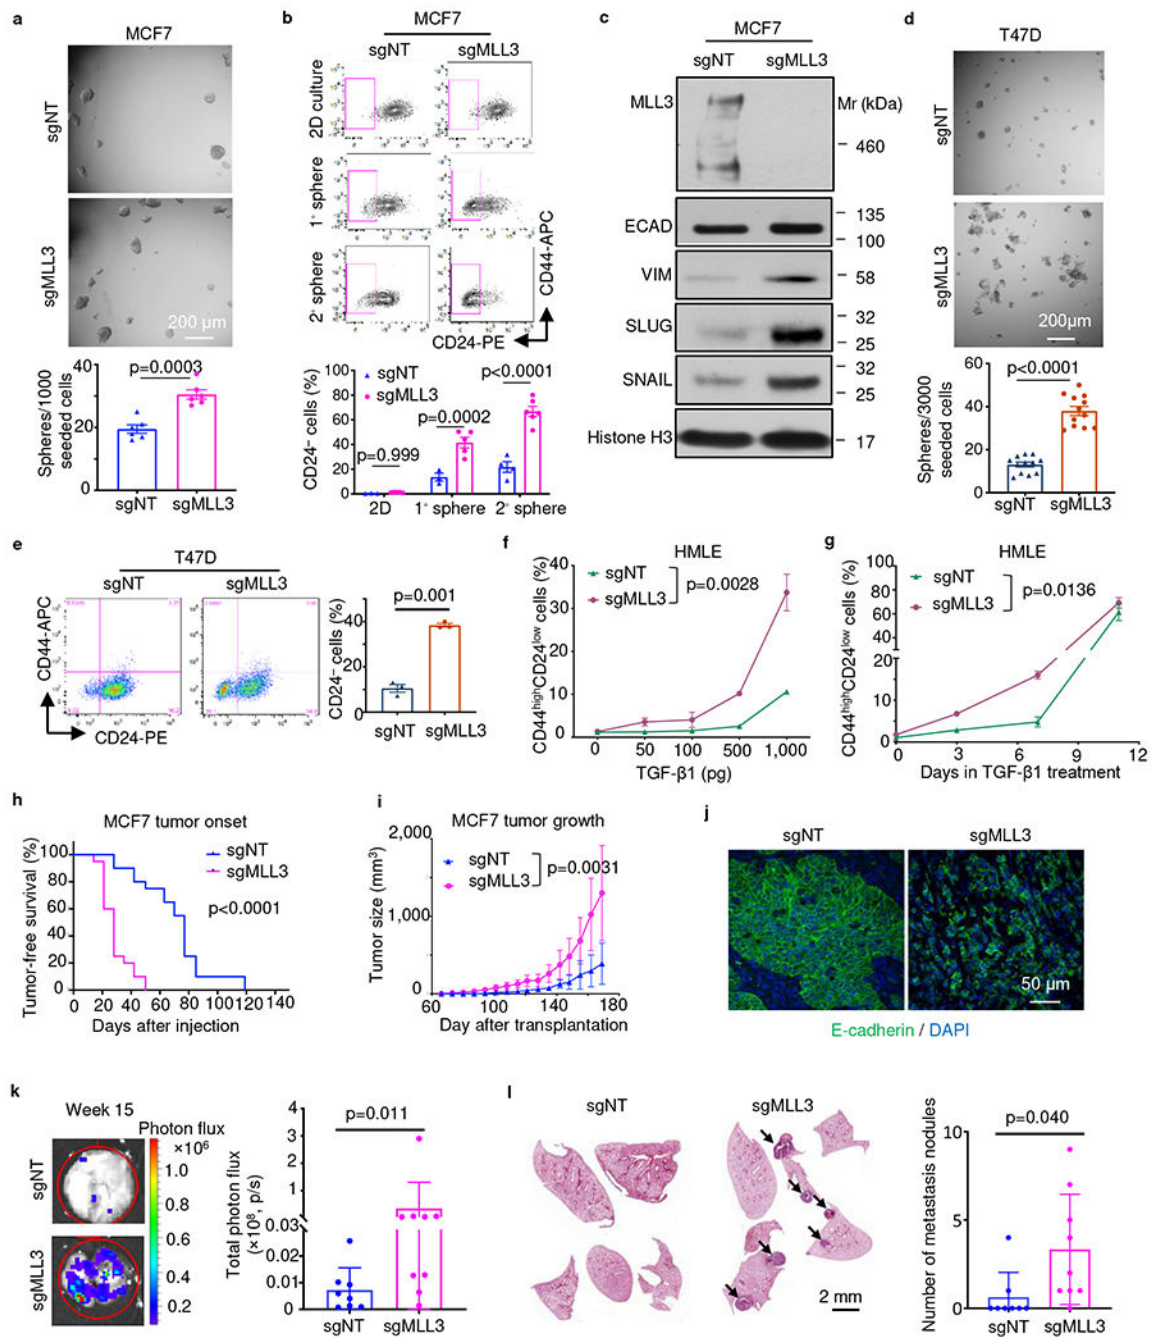 a
MCF7
sgNT
sgMLL3
200 µm
Spheres/1000
seeded cells
p=0.0003
40
20
0
sgNT sgMLL3
b
MCF7
sgNT sgMLL3
2D culture
1° sphere
2° sphere
CD44-APC
CD24-PE
CD24− cells (%)
sgNT
sgMLL3
p<0.0001
p=0.0002
p=0.999
100
80
60
40
20
0
2D 1° sphere 2° sphere
c
MCF7
sgNT sgMLL3
MLL3
Mr (kDa)
460
ECAD
135
100
VIM
58
SLUG
32
25
SNAIL
32
25
Histone H3
17
d
T47D
sgNT
sgMLL3
200µm
Spheres/3000
seeded cells
p<0.0001
60
40
20
0
sgNT sgMLL3
e
T47D
sgNT sgMLL3
CD44-APC
CD24-PE
CD24− cells (%)
p=0.001
40
20
0
sgNT sgMLL3
f
HMLE
CD44highCD24low cells (%)
sgNT
sgMLL3
p=0.0028
40
30
20
10
0
0 50 100 500 1,000
TGF-β1 (pg)
g
HMLE
CD44highCD24low cells (%)
sgNT
sgMLL3
p=0.0136
100
80
60
40
20
10
0
0 3 6 9 12
Days in TGF-β1 treatment
h
MCF7 tumor onset
Tumor-free survival (%)
sgNT
sgMLL3
p<0.0001
100
80
60
40
20
0
0 20 40 60 80 100 120 140
Days after injection
i
MCF7 tumor growth
Tumor size (mm3)
sgNT
sgMLL3
p=0.0031
2,000
1,000
0
60 100 140 180
Day after transplantation
j
sgNT sgMLL3
50 µm
E-cadherin / DAPI
k
Week 15
Photon flux
×10⁶
1.0
0.8
0.6
0.4
0.2
sgNT
sgMLL3
Total photon flux
(×10⁸, p/s)
p=0.011
4
3
2
1
0.03
0.02
0.01
0
sgNT sgMLL3
l
sgNT sgMLL3
2 mm
Number of metastasis nodules
p=0.040
10
5
0
sgNT sgMLL3